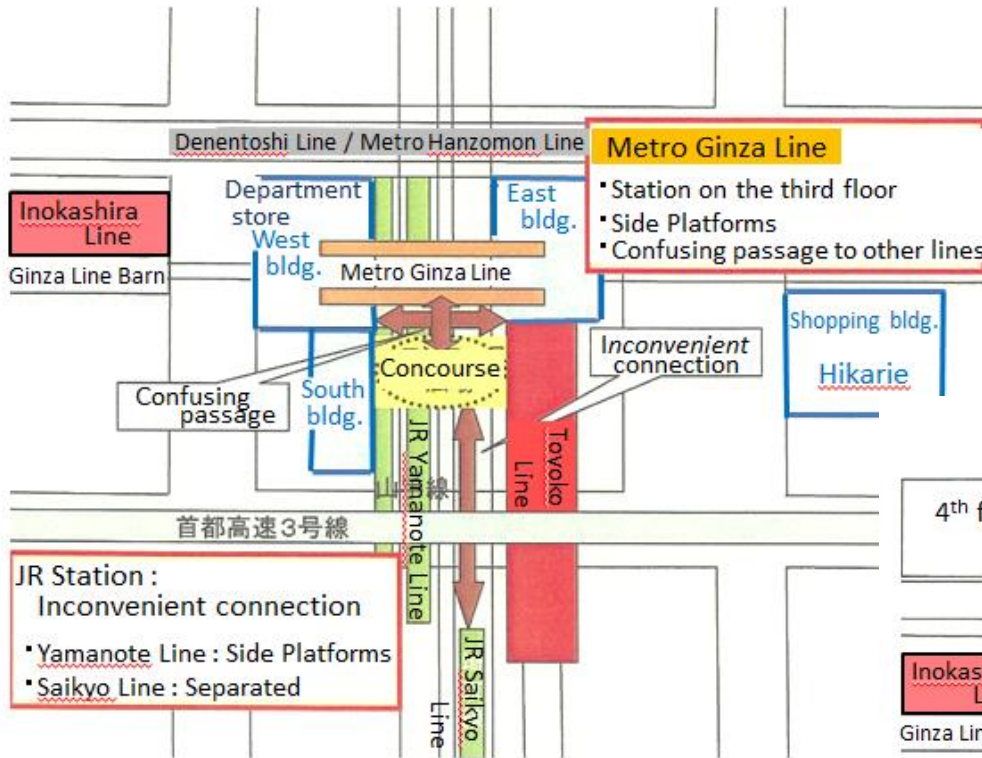 Denentoshi Line / Metro Hanzomon Line
Metro Ginza Line
▪ Station on the third floor
▪ Side Platforms
▪ Confusing passage to other lines
Department
store
West
bldg.
East
bldg.
Inokashira
Line
Ginza Line Barn
Metro Ginza Line
Shopping bldg.
Hikarie
Inconvenient
connection
Concourse
Confusing
passage
South
bldg.
JR Yamanote Line
Toyoko
Line
山
線
首都高速3号線
4th f
JR Station :
Inconvenient connection
▪ Yamanote Line : Side Platforms
▪ Saikyo Line : Separated
JR Saikyo
Line
Inokas
L
Ginza Lin